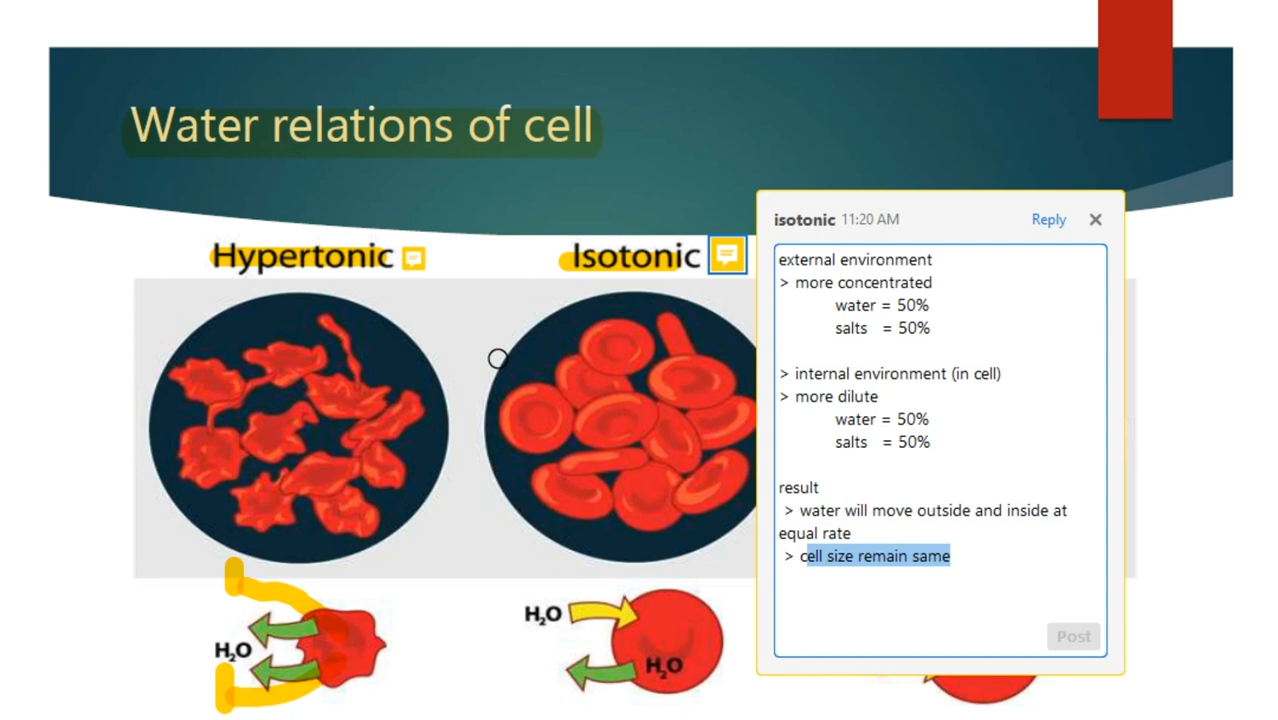 Water relations of cell
Hypertonic
Isotonic
isotonic 11:20 AM Reply
external environment
> more concentrated
water = 50%
salts = 50%
> internal environment (in cell)
> more dilute
water = 50%
salts = 50%
result
> water will move outside and inside at
equal rate
> cell size remain same
Post
H₂O
H₂O
H₂O